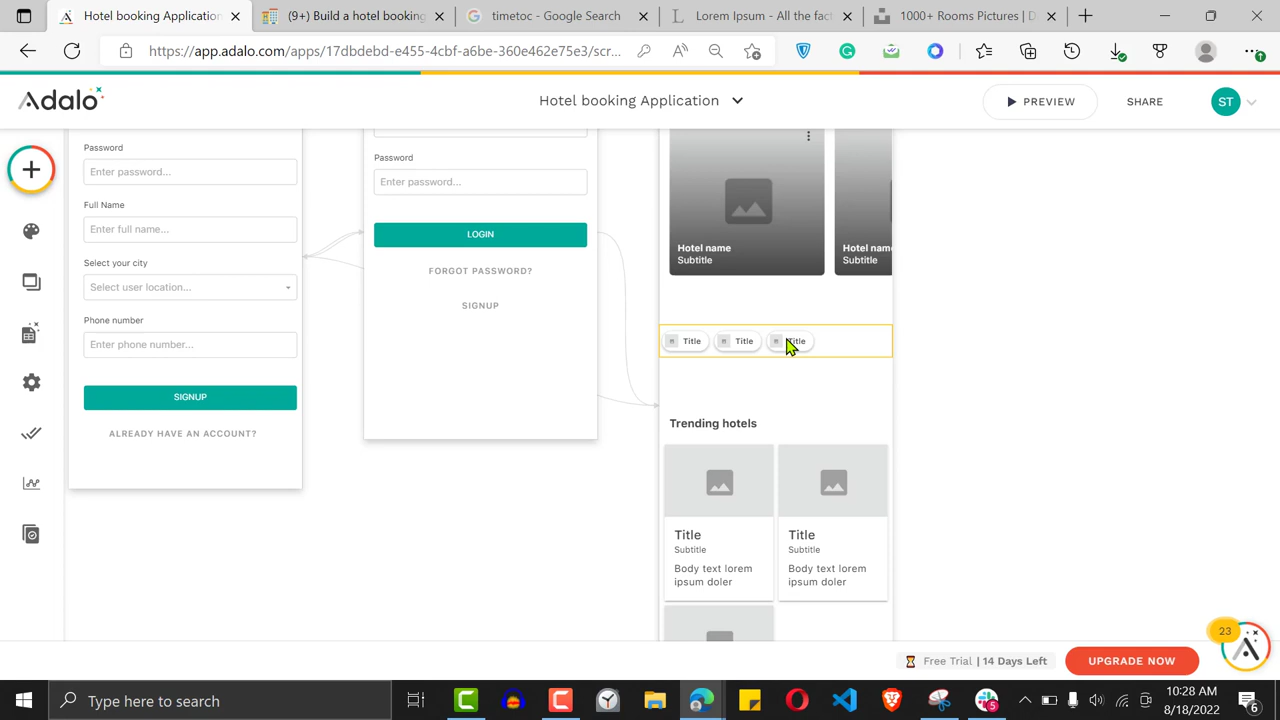 Hotel booking Application
(9+) Build a hotel booking
timetoc - Google Search
Lorem Ipsum - All the fact
1000+ Rooms Pictures | D
https://app.adalo.com/apps/17dbdebd-e455-4cbf-a6be-360e462e75e3/scr...
Adalo
Hotel booking Application
PREVIEW
SHARE
ST
Password
Enter password...
Full Name
Enter full name...
Select your city
Select user location...
Phone number
Enter phone number...
SIGNUP
ALREADY HAVE AN ACCOUNT?
Password
Enter password...
LOGIN
FORGOT PASSWORD?
SIGNUP
Hotel name
Subtitle
Hotel nam
Subtitle
Title
Title
Title
Trending hotels
Title
Subtitle
Body text lorem
ipsum doler
Title
Subtitle
Body text lorem
ipsum doler
23
Free Trial | 14 Days Left
UPGRADE NOW
Type here to search
5
10:28 AM
8/18/2022
6